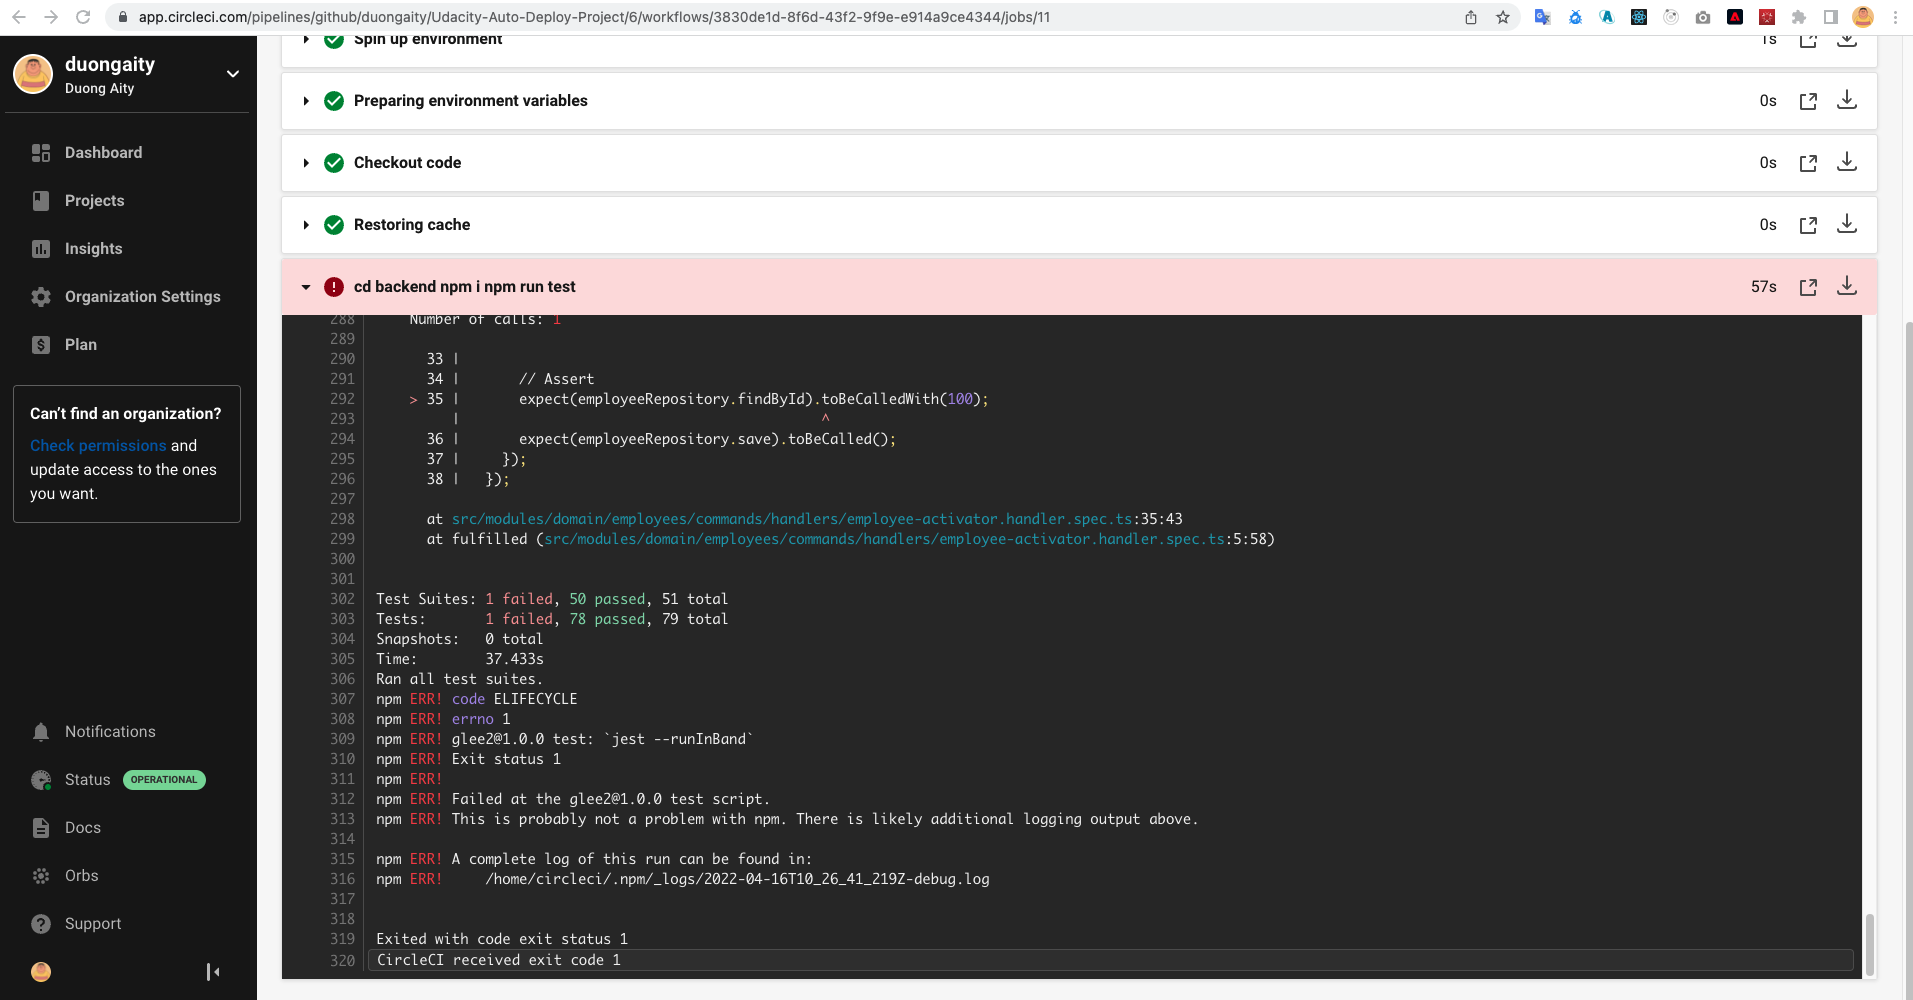 app.circleci.com/pipelines/github/duongaity/Udacity-Auto-Deploy-Project/6/workflows/3830de1d-8f6d-43f2-9f9e-e914a9ce4344/jobs/11
duongaity
Duong Aity
Dashboard
Projects
Insights
Organization Settings
Plan
Can't find an organization?
Check permissions and
update access to the ones
you want.
Notifications
Status OPERATIONAL
Docs
Orbs
Support
Spin up environment 1s
Preparing environment variables 0s
Checkout code 0s
Restoring cache 0s
cd backend npm i npm run test 57s
288 Number of calls: 1
289
290 33 |
291 34 | // Assert
292 > 35 | expect(employeeRepository.findById).toBeCalledWith(100);
293 | ^
294 36 | expect(employeeRepository.save).toBeCalled();
295 37 | });
296 38 | });
297
298 at src/modules/domain/employees/commands/handlers/employee-activator.handler.spec.ts:35:43
299 at fulfilled (src/modules/domain/employees/commands/handlers/employee-activator.handler.spec.ts:5:58)
300
301
302 Test Suites: 1 failed, 50 passed, 51 total
303 Tests: 1 failed, 78 passed, 79 total
304 Snapshots: 0 total
305 Time: 37.433s
306 Ran all test suites.
307 npm ERR! code ELIFECYCLE
308 npm ERR! errno 1
309 npm ERR! glee2@1.0.0 test: `jest --runInBand`
310 npm ERR! Exit status 1
311 npm ERR!
312 npm ERR! Failed at the glee2@1.0.0 test script.
313 npm ERR! This is probably not a problem with npm. There is likely additional logging output above.
314
315 npm ERR! A complete log of this run can be found in:
316 npm ERR! /home/circleci/.npm/_logs/2022-04-16T10_26_41_219Z-debug.log
317
318
319 Exited with code exit status 1
320 CircleCI received exit code 1